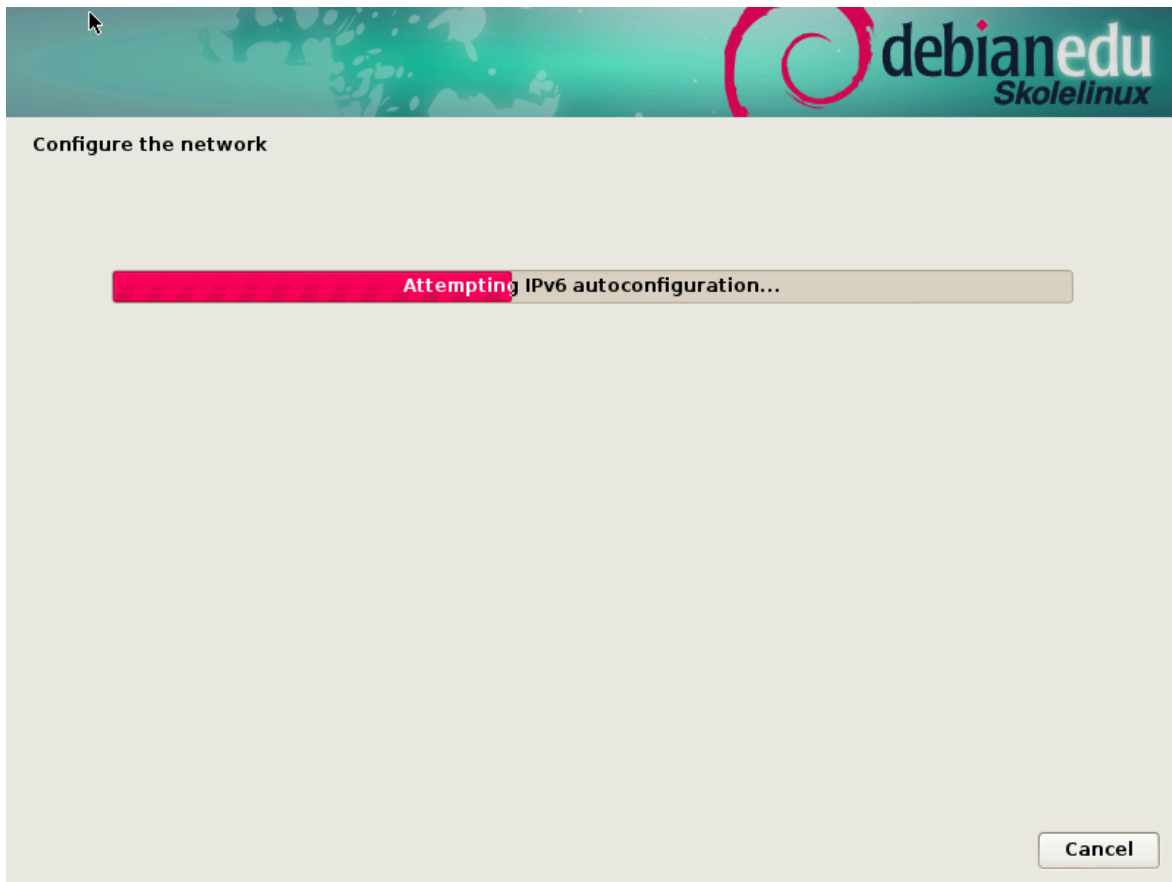 debianedu
Skolelinux
Configure the network
Attempting IPv6 autoconfiguration...
Cancel